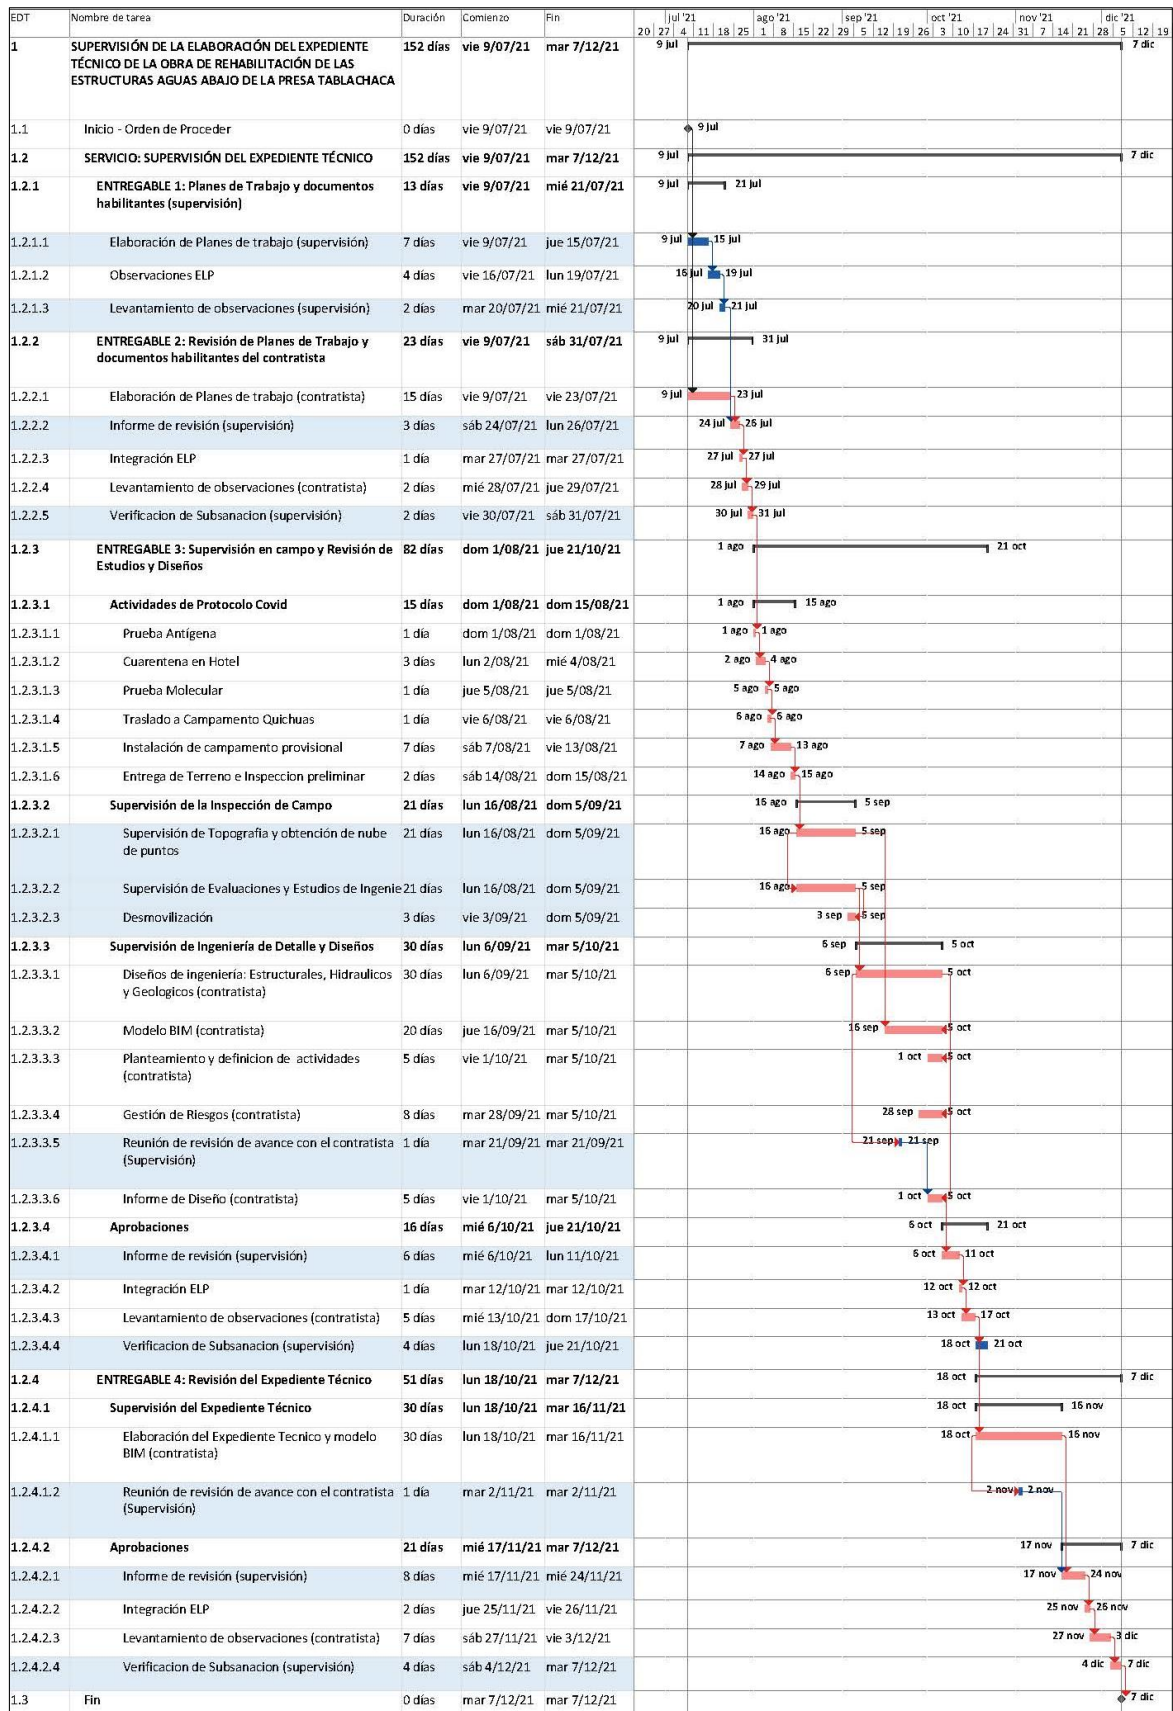 EDT Nombre de tarea Duración Comienzo Fin jul '21 ago '21 sep '21 oct '21 nov '21 dic '21
20 27 4 11 18 25 1 8 15 22 29 5 12 19 26 3 10 17 24 31 7 14 21 28 5 12 19
1 SUPERVISIÓN DE LA ELABORACIÓN DEL EXPEDIENTE 152 días vie 9/07/21 mar 7/12/21 9 jul 7 dic
TÉCNICO DE LA OBRA DE REHABILITACIÓN DE LAS
ESTRUCTURAS AGUAS ABAJO DE LA PRESA TABLACHACA
1.1 Inicio - Orden de Proceder 0 días vie 9/07/21 vie 9/07/21 9 jul
1.2 SERVICIO: SUPERVISIÓN DEL EXPEDIENTE TÉCNICO 152 días vie 9/07/21 mar 7/12/21 9 jul 7 dic
1.2.1 ENTREGABLE 1: Planes de Trabajo y documentos 13 días vie 9/07/21 mié 21/07/21 9 jul 21 jul
habilitantes (supervisión)
1.2.1.1 Elaboración de Planes de trabajo (supervisión) 7 días vie 9/07/21 jue 15/07/21 9 jul 15 jul
1.2.1.2 Observaciones ELP 4 días vie 16/07/21 lun 19/07/21 16 jul 19 jul
1.2.1.3 Levantamiento de observaciones (supervisión) 2 días mar 20/07/21 mié 21/07/21 20 jul 21 jul
1.2.2 ENTREGABLE 2: Revisión de Planes de Trabajo y 23 días vie 9/07/21 sáb 31/07/21 9 jul 31 jul
documentos habilitantes del contratista
1.2.2.1 Elaboración de Planes de trabajo (contratista) 15 días vie 9/07/21 vie 23/07/21 9 jul 23 jul
1.2.2.2 Informe de revisión (supervisión) 3 días sáb 24/07/21 lun 26/07/21 24 jul 26 jul
1.2.2.3 Integración ELP 1 día mar 27/07/21 mar 27/07/21 27 jul 27 jul
1.2.2.4 Levantamiento de observaciones (contratista) 2 días mié 28/07/21 jue 29/07/21 28 jul 29 jul
1.2.2.5 Verificacion de Subsanacion (supervisión) 2 días vie 30/07/21 sáb 31/07/21 30 jul 31 jul
1.2.3 ENTREGABLE 3: Supervisión en campo y Revisión de 82 días dom 1/08/21 jue 21/10/21 1 ago 21 oct
Estudios y Diseños
1.2.3.1 Actividades de Protocolo Covid 15 días dom 1/08/21 dom 15/08/21 1 ago 15 ago
1.2.3.1.1 Prueba Antígena 1 día dom 1/08/21 dom 1/08/21 1 ago 1 ago
1.2.3.1.2 Cuarentena en Hotel 3 días lun 2/08/21 mié 4/08/21 2 ago 4 ago
1.2.3.1.3 Prueba Molecular 1 día jue 5/08/21 jue 5/08/21 5 ago 5 ago
1.2.3.1.4 Traslado a Campamento Quichuas 1 día vie 6/08/21 vie 6/08/21 6 ago 6 ago
1.2.3.1.5 Instalación de campamento provisional 7 días sáb 7/08/21 vie 13/08/21 7 ago 13 ago
1.2.3.1.6 Entrega de Terreno e Inspeccion preliminar 2 días sáb 14/08/21 dom 15/08/21 14 ago 15 ago
1.2.3.2 Supervisión de la Inspección de Campo 21 días lun 16/08/21 dom 5/09/21 16 ago 5 sep
1.2.3.2.1 Supervisión de Topografia y obtención de nube 21 días lun 16/08/21 dom 5/09/21 16 ago 5 sep
de puntos
1.2.3.2.2 Supervisión de Evaluaciones y Estudios de Ingenie 21 días lun 16/08/21 dom 5/09/21 16 ago 5 sep
1.2.3.2.3 Desmovilización 3 días vie 3/09/21 dom 5/09/21 3 sep 5 sep
1.2.3.3 Supervisión de Ingeniería de Detalle y Diseños 30 días lun 6/09/21 mar 5/10/21 6 sep 5 oct
1.2.3.3.1 Diseños de ingeniería: Estructurales, Hidraulicos 30 días lun 6/09/21 mar 5/10/21 6 sep 5 oct
y Geologicos (contratista)
1.2.3.3.2 Modelo BIM (contratista) 20 días jue 16/09/21 mar 5/10/21 16 sep 5 oct
1.2.3.3.3 Planteamiento y definicion de actividades 5 días vie 1/10/21 mar 5/10/21 1 oct 5 oct
(contratista)
1.2.3.3.4 Gestión de Riesgos (contratista) 8 días mar 28/09/21 mar 5/10/21 28 sep 5 oct
1.2.3.3.5 Reunión de revisión de avance con el contratista 1 día mar 21/09/21 mar 21/09/21 21 sep 21 sep
(Supervisión)
1.2.3.3.6 Informe de Diseño (contratista) 5 días vie 1/10/21 mar 5/10/21 1 oct 5 oct
1.2.3.4 Aprobaciones 16 días mié 6/10/21 jue 21/10/21 6 oct 21 oct
1.2.3.4.1 Informe de revisión (supervisión) 6 días mié 6/10/21 lun 11/10/21 6 oct 11 oct
1.2.3.4.2 Integración ELP 1 día mar 12/10/21 mar 12/10/21 12 oct 12 oct
1.2.3.4.3 Levantamiento de observaciones (contratista) 5 días mié 13/10/21 dom 17/10/21 13 oct 17 oct
1.2.3.4.4 Verificacion de Subsanacion (supervisión) 4 días lun 18/10/21 jue 21/10/21 18 oct 21 oct
1.2.4 ENTREGABLE 4: Revisión del Expediente Técnico 51 días lun 18/10/21 mar 7/12/21 18 oct 7 dic
1.2.4.1 Supervisión del Expediente Técnico 30 días lun 18/10/21 mar 16/11/21 18 oct 16 nov
1.2.4.1.1 Elaboración del Expediente Tecnico y modelo 30 días lun 18/10/21 mar 16/11/21 18 oct 16 nov
BIM (contratista)
1.2.4.1.2 Reunión de revisión de avance con el contratista 1 día mar 2/11/21 mar 2/11/21 2 nov 2 nov
(Supervisión)
1.2.4.2 Aprobaciones 21 días mié 17/11/21 mar 7/12/21 17 nov 7 dic
1.2.4.2.1 Informe de revisión (supervisión) 8 días mié 17/11/21 mié 24/11/21 17 nov 24 nov
1.2.4.2.2 Integración ELP 2 días jue 25/11/21 vie 26/11/21 25 nov 26 nov
1.2.4.2.3 Levantamiento de observaciones (contratista) 7 días sáb 27/11/21 vie 3/12/21 27 nov 3 dic
1.2.4.2.4 Verificacion de Subsanacion (supervisión) 4 días sáb 4/12/21 mar 7/12/21 4 dic 7 dic
1.3 Fin 0 días mar 7/12/21 mar 7/12/21 7 dic